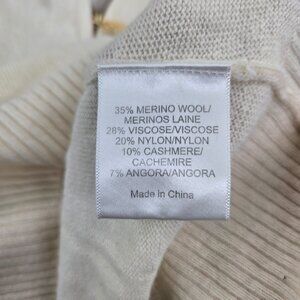 35% MERINO WOOL/
MERINOS LAINE
28% VISCOSE/VISCOSE
20% NYLON/NYLON
10% CASHMERE/
CACHEMIRE
7% ANGORA/ANGORA
Made in China